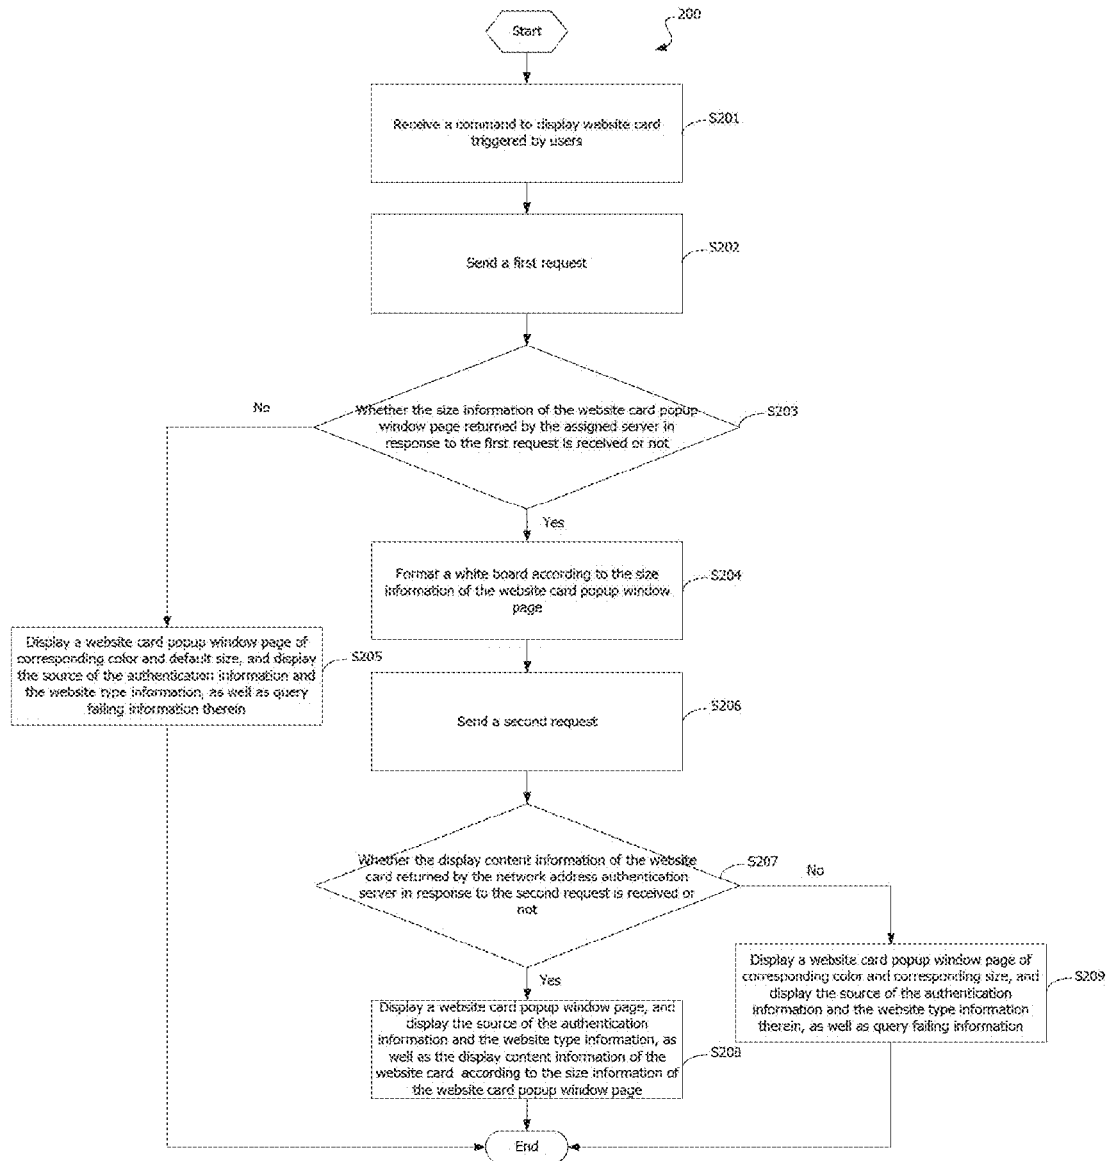 200
Start
Receive a command to display website card
triggered by users
S201
Send a first request
S202
Whether the size information of the website card popup
window page returned by the assigned server in
response to the first request is received or not
S203
No
Yes
Format a white board according to the size
information of the website card popup window
page
S204
Display a website card popup window page of
corresponding color and default size, and display
the source of the authentication information and
the website type information, as well as query
failing information therein
S205
Send a second request
S206
Whether the display content information of the website
card returned by the network address authentication
server in response to the second request is received or
not
S207
No
Yes
Display a website card popup window page, and
display the source of the authentication
information and the website type information, as
well as the display content information of the
website card according to the size information of
the website card popup window page
S208
Display a website card popup window page of
corresponding color and corresponding size, and
display the source of the authentication
information and the website type information
therein, as well as query failing information
S209
End